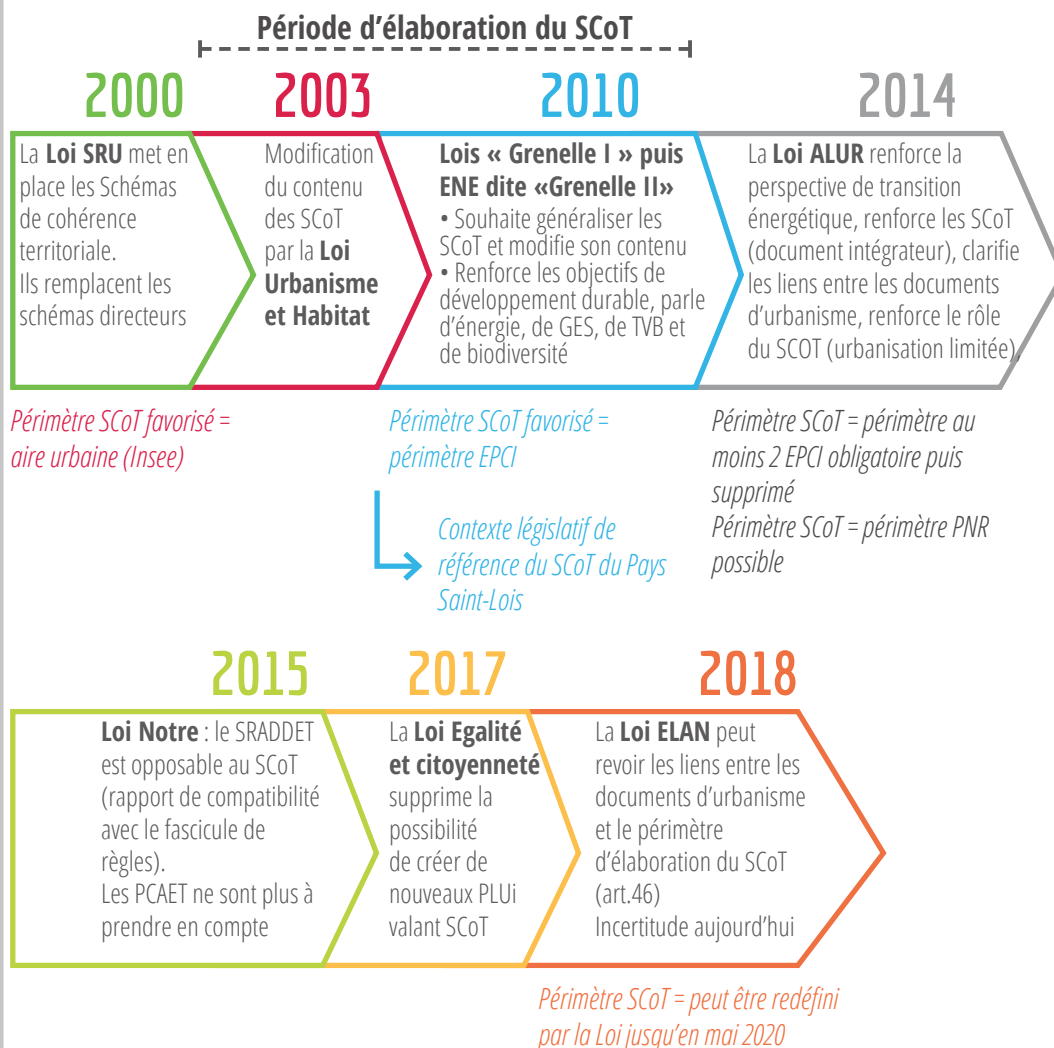 Période d'élaboration du SCoT
2000
2003
2010
2014
La Loi SRU met en
place les Schémas
de cohérence
territoriale.
Ils remplacent les
schémas directeurs
Modification
du contenu
des SCoT
par la Loi
Urbanisme
et Habitat
Lois « Grenelle I » puis
ENE dite «Grenelle II»
• Souhaite généraliser les
SCoT et modifie son contenu
• Renforce les objectifs de
développement durable, parle
d'énergie, de GES, de TVB et
de biodiversité
La Loi ALUR renforce la
perspective de transition
énergétique, renforce les SCoT
(document intégrateur), clarifie
les liens entre les documents
d'urbanisme, renforce le rôle
du SCOT (urbanisation limitée),
Périmètre SCoT favorisé =
aire urbaine (Insee)
Périmètre SCoT favorisé =
périmètre EPCI
Contexte législatif de
référence du SCoT du Pays
Saint-Lois
Périmètre SCoT = périmètre au
moins 2 EPCI obligatoire puis
supprimé
Périmètre SCoT = périmètre PNR
possible
2015
2017
2018
Loi Notre : le SRADDET
est opposable au SCoT
(rapport de compatibilité
avec le fascicule de
règles).
Les PCAET ne sont plus à
prendre en compte
La Loi Egalité
et citoyenneté
supprime la
possibilité
de créer de
nouveaux PLUi
valant SCoT
La Loi ELAN peut
revoir les liens entre les
documents d'urbanisme
et le périmètre
d'élaboration du SCoT
(art.46)
Incertitude aujourd'hui
Périmètre SCoT = peut être redéfini
par la Loi jusqu'en mai 2020